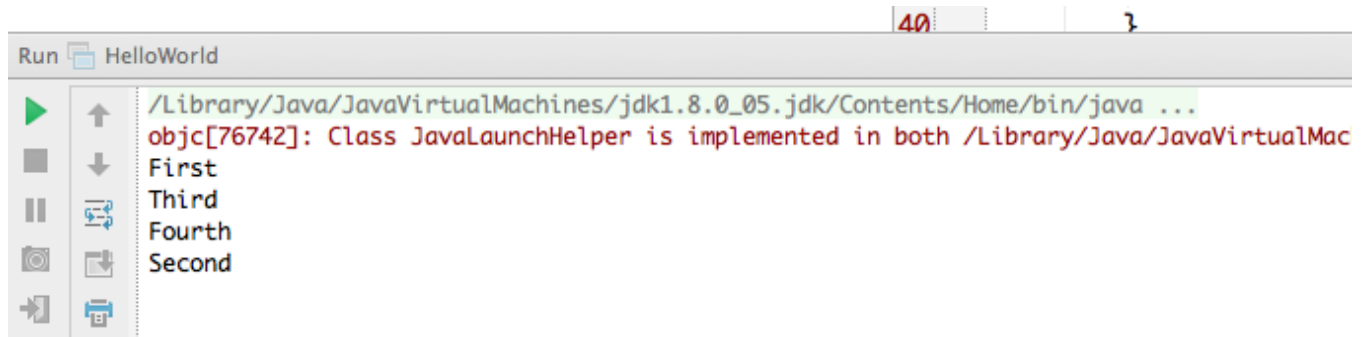 40 }
Run HelloWorld
/Library/Java/JavaVirtualMachines/jdk1.8.0_05.jdk/Contents/Home/bin/java ...
objc[76742]: Class JavaLaunchHelper is implemented in both /Library/Java/JavaVirtualMac
First
Third
Fourth
Second